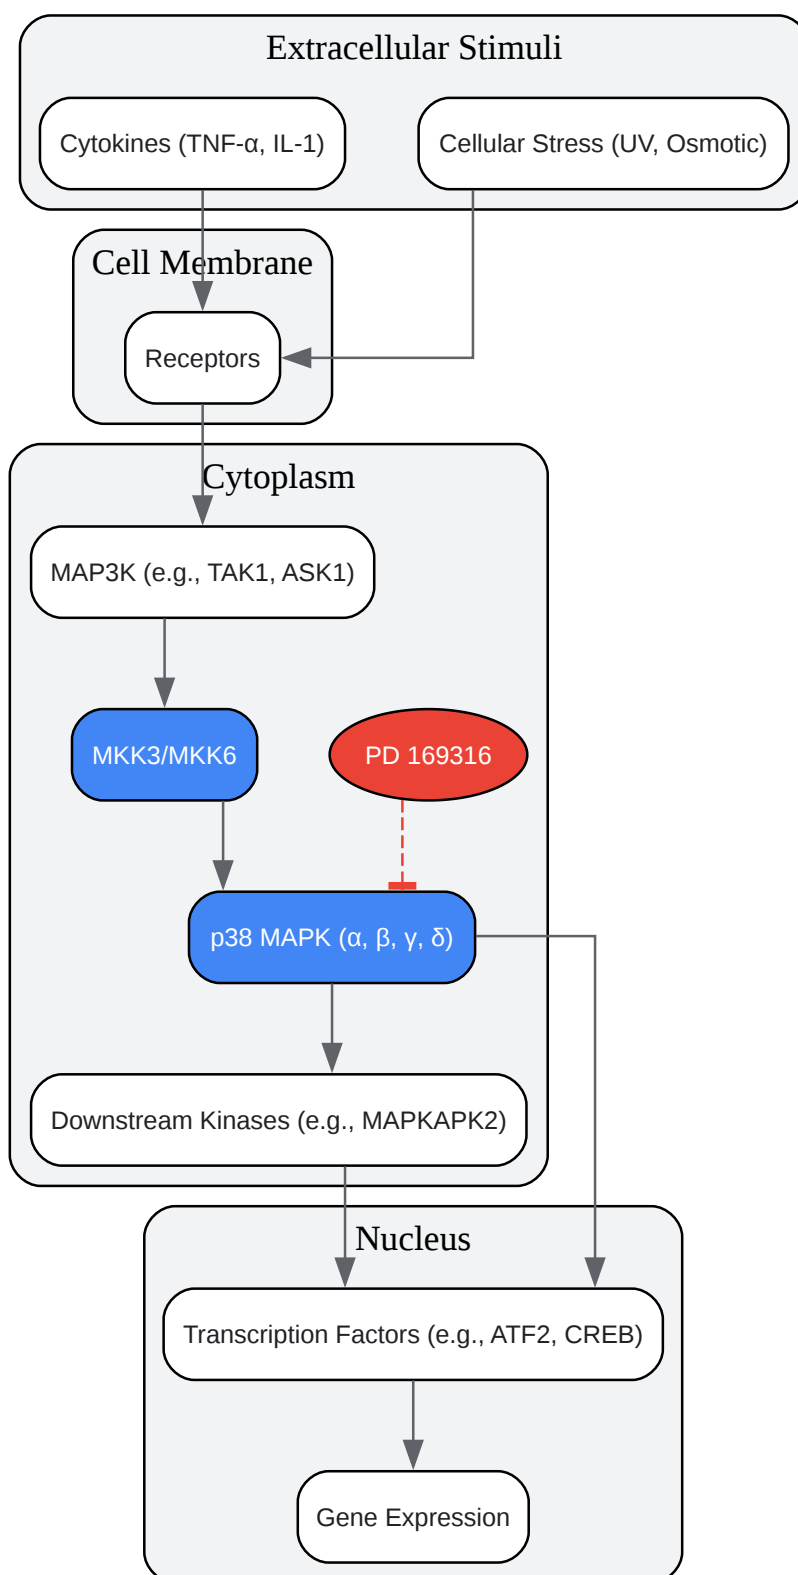 Extracellular Stimuli
Cytokines (TNF-α, IL-1)
Cellular Stress (UV, Osmotic)
Cell Membrane
Receptors
Cytoplasm
MAP3K (e.g., TAK1, ASK1)
MKK3/MKK6
PD 169316
p38 MAPK (α, β, γ, δ)
Downstream Kinases (e.g., MAPKAPK2)
Nucleus
Transcription Factors (e.g., ATF2, CREB)
Gene Expression